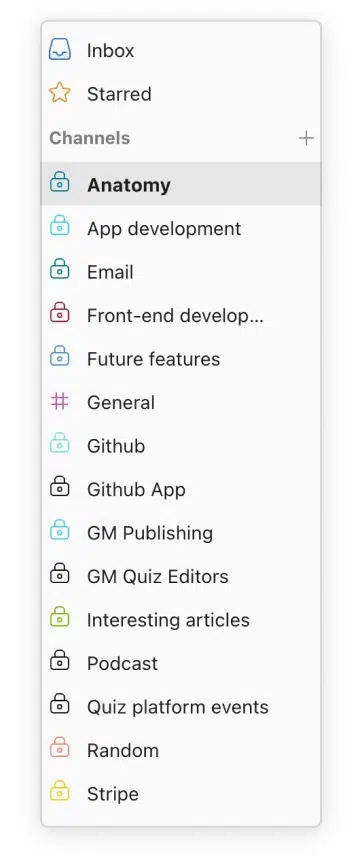 Inbox
Starred
Channels
Anatomy
App development
Email
Front-end develop...
Future features
General
Github
Github App
GM Publishing
GM Quiz Editors
Interesting articles
Podcast
Quiz platform events
Random
Stripe